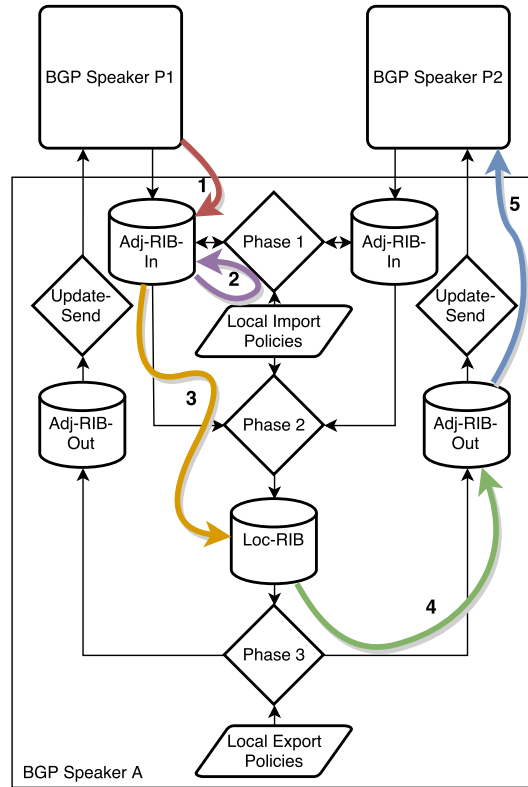 BGP Speaker P1
BGP Speaker P2
1
5
Adj-RIB-
In
Phase 1
Adj-RIB-
In
2
Update-
Send
Local Import
Policies
Update-
Send
3
Adj-RIB-
Out
Phase 2
Adj-RIB-
Out
Loc-RIB
4
Phase 3
Local Export
Policies
BGP Speaker A